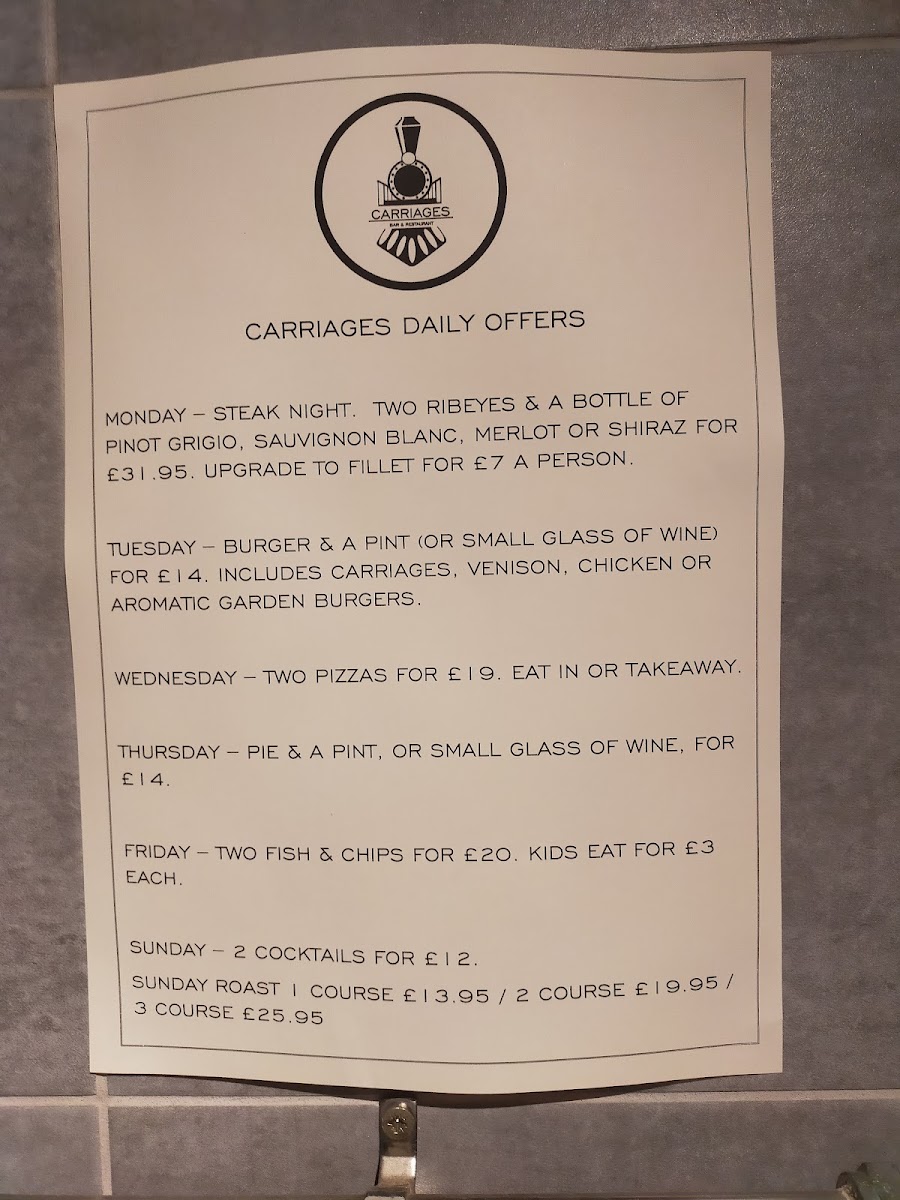 CARRIAGES
BAR & RESTAURANT
CARRIAGES DAILY OFFERS
MONDAY – STEAK NIGHT. TWO RIBEYES & A BOTTLE OF
PINOT GRIGIO, SAUVIGNON BLANC, MERLOT OR SHIRAZ FOR
£31.95. UPGRADE TO FILLET FOR £7 A PERSON.
TUESDAY – BURGER & A PINT (OR SMALL GLASS OF WINE)
FOR £14. INCLUDES CARRIAGES, VENISON, CHICKEN OR
AROMATIC GARDEN BURGERS.
WEDNESDAY – TWO PIZZAS FOR £19. EAT IN OR TAKEAWAY.
THURSDAY – PIE & A PINT, OR SMALL GLASS OF WINE, FOR
£14.
FRIDAY – TWO FISH & CHIPS FOR £20. KIDS EAT FOR £3
EACH.
SUNDAY – 2 COCKTAILS FOR £12.
SUNDAY ROAST 1 COURSE £13.95 / 2 COURSE £19.95 /
3 COURSE £25.95